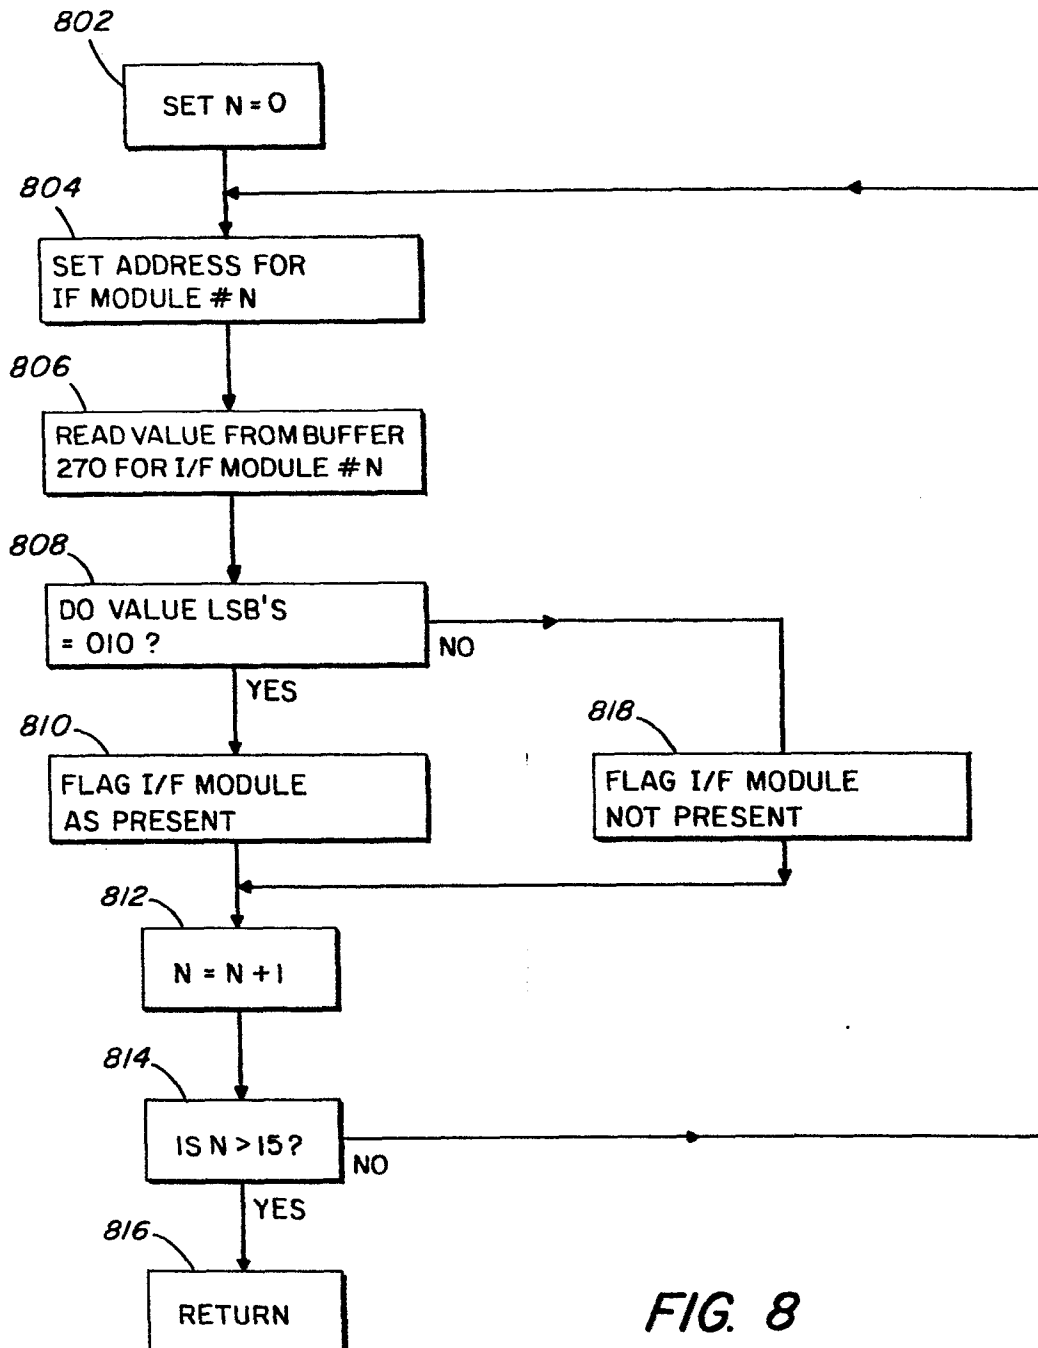 802
SET N = 0
804
SET ADDRESS FOR
IF MODULE # N
806
READ VALUE FROM BUFFER
270 FOR I/F MODULE # N
808
DO VALUE LSB'S
= 010 ?
NO
YES
810
FLAG I/F MODULE
AS PRESENT
818
FLAG I/F MODULE
NOT PRESENT
812
N = N + 1
814
IS N > 15 ?
NO
YES
816
RETURN
FIG. 8